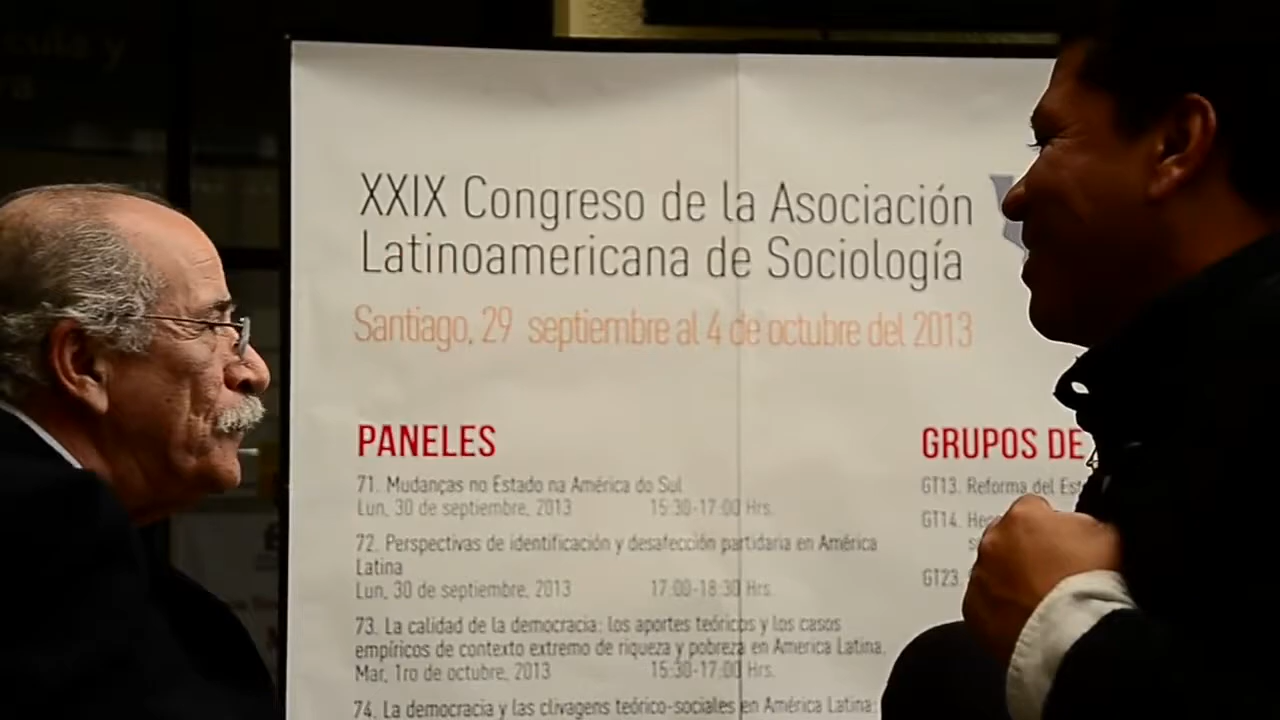 XXIX Congreso de la Asociación
Latinoamericana de Sociología
Santiago, 29 septiembre al 4 de octubre del 2013
PANELES
71. Mudanças no Estado na América do Sul
Lun, 30 de septiembre, 2013 15:30-17:00 Hrs.
72. Perspectivas de identificación y desafección partidaria en América
Latina
Lun, 30 de septiembre, 2013 17:00-18:30 Hrs.
73. La calidad de la democracia: los aportes teóricos y los casos
empíricos de contexto extremo de riqueza y pobreza en America Latina.
Mar, 1ro de octubre, 2013 15:30-17:00 Hrs.
74. La democracia y las clivagens teórico-sociales en América Latina:
GRUPOS DE
GT13. Reforma del
GT14.
GT23.